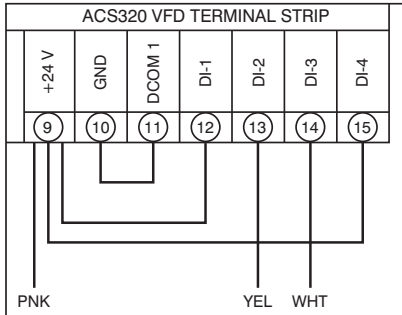 ACS320 VFD TERMINAL STRIP
+24 V GND DCOM 1 DI-1 DI-2 DI-3 DI-4
9 10 11 12 13 14 15
PNK YEL WHT